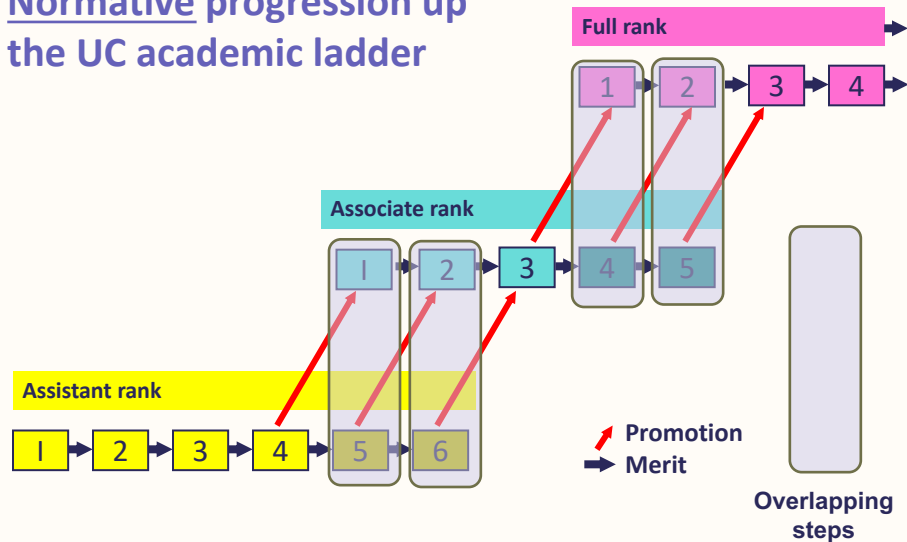 Normative progression up
the UC academic ladder
Full rank
1 2 3 4
Associate rank
I 2 3 4 5
Assistant rank
I 2 3 4 5 6
Promotion
Merit
Overlapping
steps